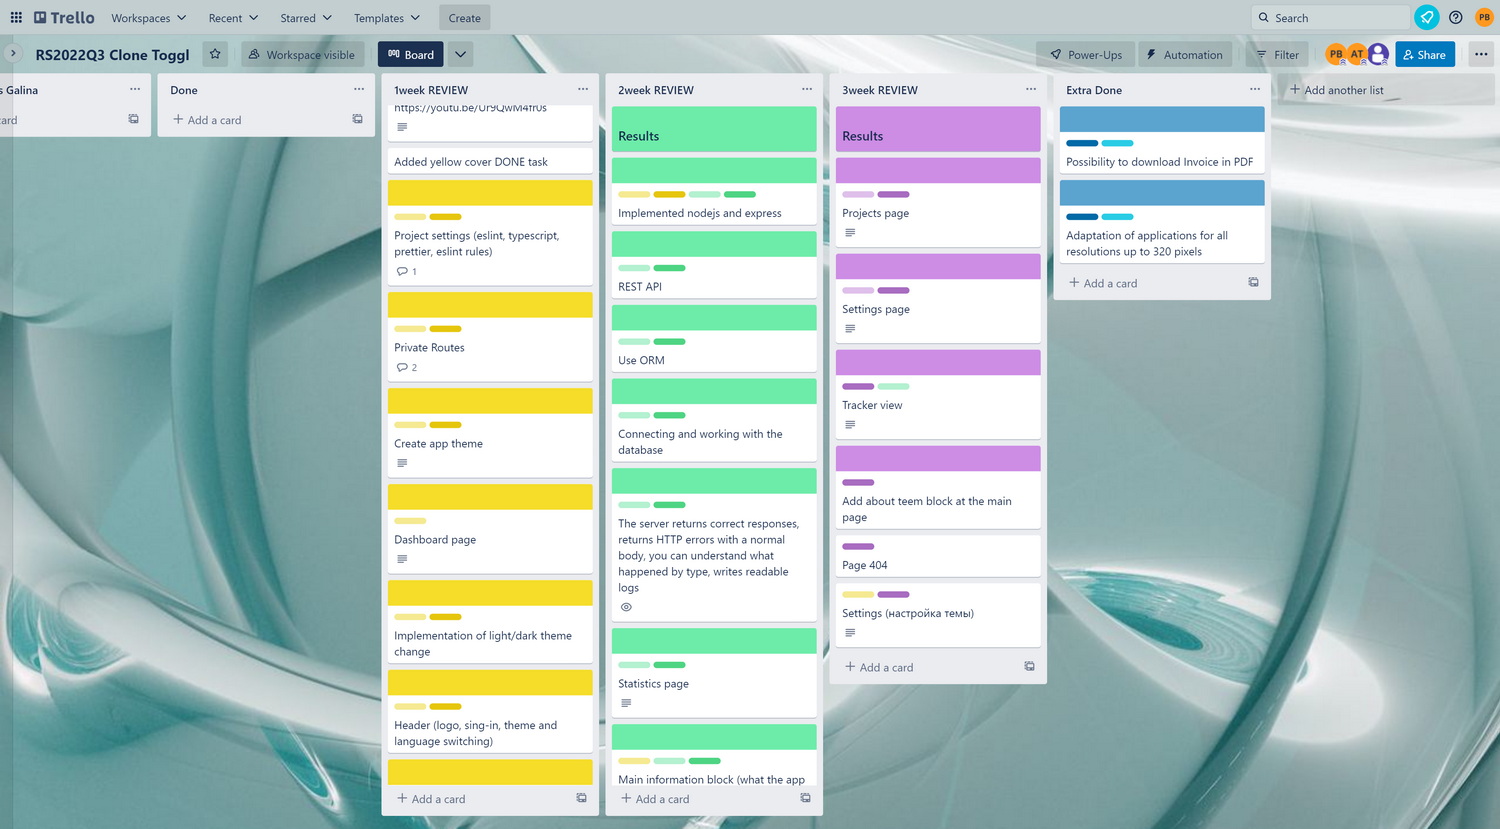 Trello
Workspaces
Recent
Starred
Templates
Create
Search
PB
RS2022Q3 Clone Toggl
Workspace visible
Board
Power-Ups
Automation
Filter
PB
AT
Share
s Galina
ard
Done
Add a card
1week REVIEW
https://youtu.be/
Added yellow cover DONE task
Project settings (eslint, typescript,
prettier, eslint rules)
1
Private Routes
2
Create app theme
Dashboard page
Implementation of light/dark theme
change
Header (logo, sing-in, theme and
language switching)
Add a card
2week REVIEW
Results
Implemented nodejs and express
REST API
Use ORM
Connecting and working with the
database
The server returns correct responses,
returns HTTP errors with a normal
body, you can understand what
happened by type, writes readable
logs
Statistics page
Main information block (what the app
Add a card
3week REVIEW
Results
Projects page
Settings page
Tracker view
Add about teem block at the main
page
Page 404
Settings (настройка темы)
Add a card
Extra Done
Possibility to download Invoice in PDF
Adaptation of applications for all
resolutions up to 320 pixels
Add a card
Add another list